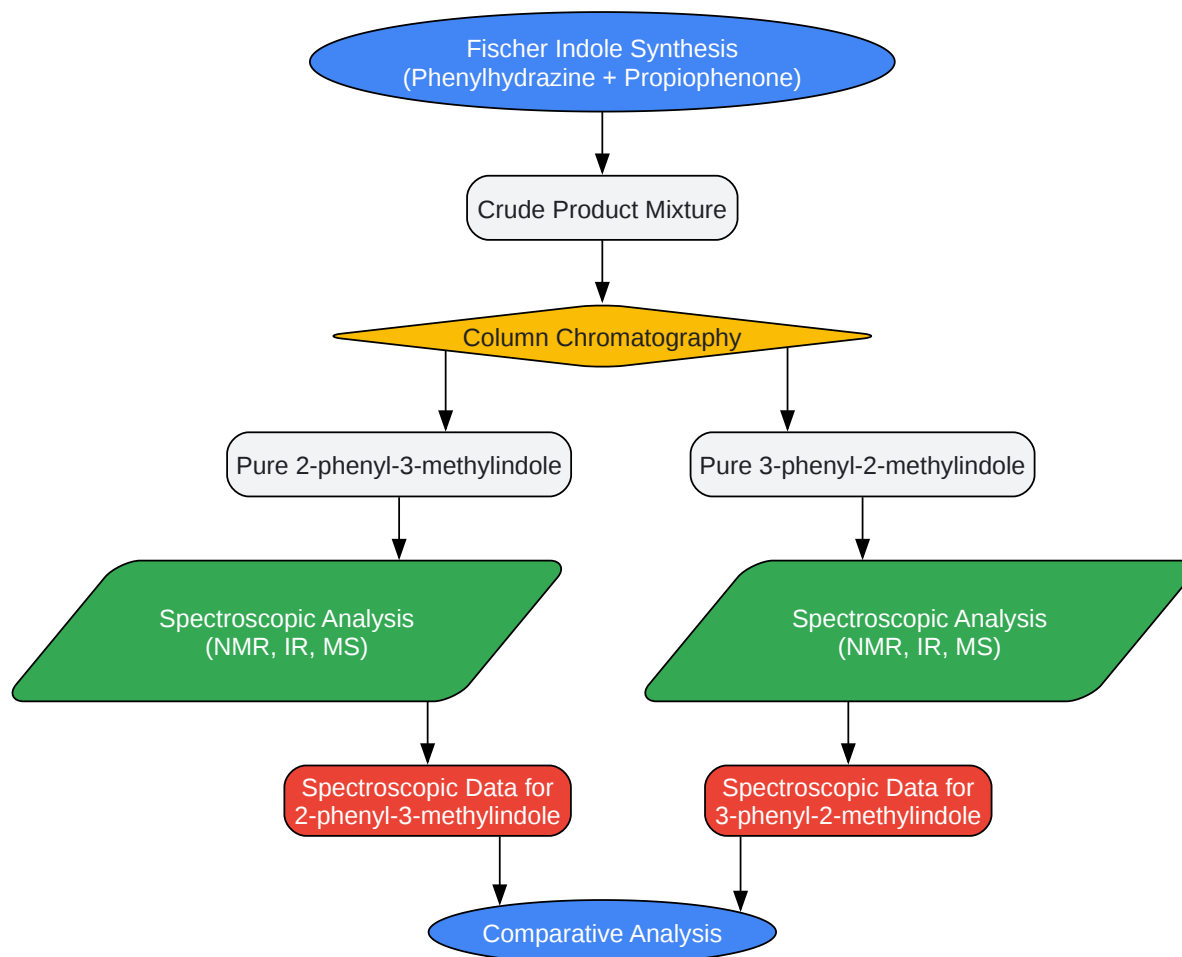 Fischer Indole Synthesis
(Phenylhydrazine + Propiophenone)
Crude Product Mixture
Column Chromatography
Pure 2-phenyl-3-methylindole
Pure 3-phenyl-2-methylindole
Spectroscopic Analysis
(NMR, IR, MS)
Spectroscopic Analysis
(NMR, IR, MS)
Spectroscopic Data for
2-phenyl-3-methylindole
Spectroscopic Data for
3-phenyl-2-methylindole
Comparative Analysis